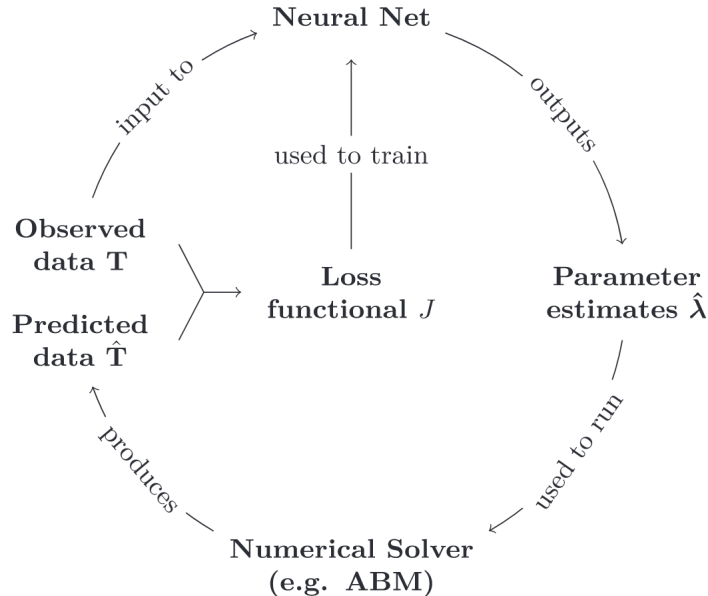 Neural Net
input to
outputs
used to train
Observed
data T
Loss
functional J
Parameter
estimates λ̂
Predicted
data T̂
produces
used to run
Numerical Solver
(e.g. ABM)